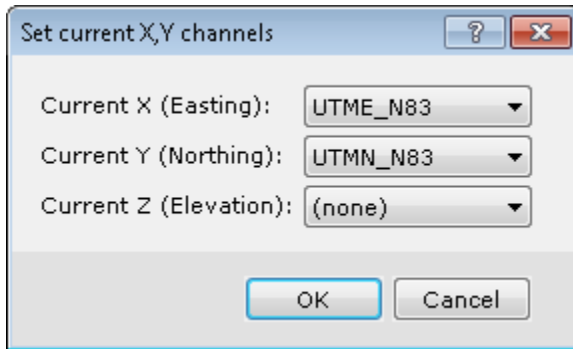 Set current X,Y channels
?
Current X (Easting): UTME_N83
Current Y (Northing): UTMN_N83
Current Z (Elevation): (none)
OK Cancel